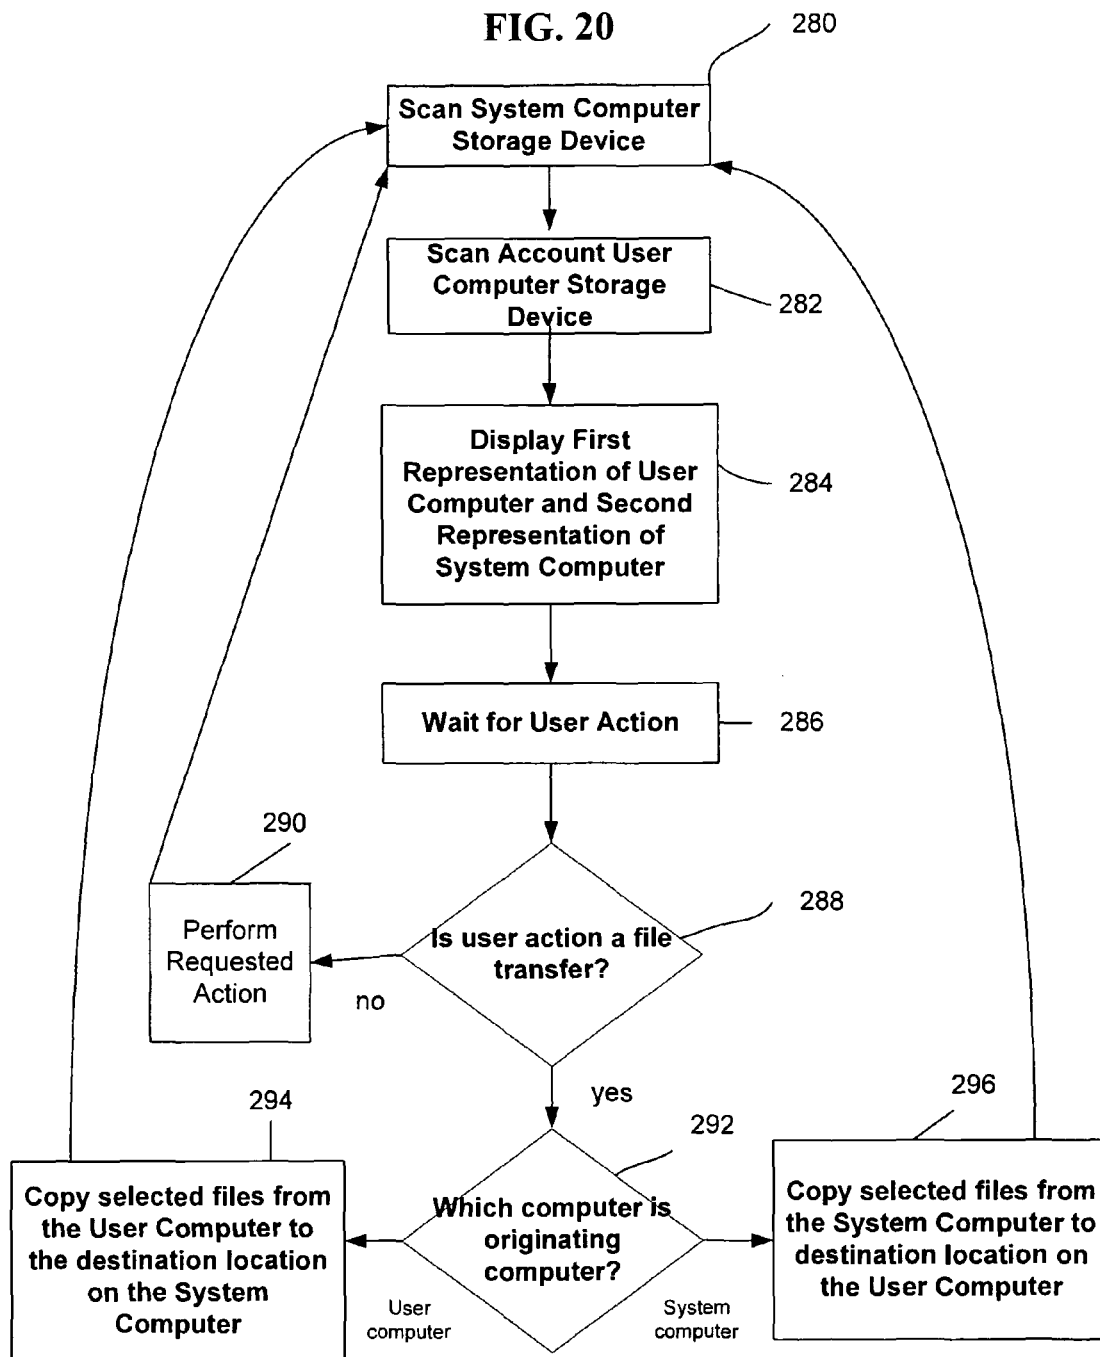 FIG. 20
280
Scan System Computer
Storage Device
Scan Account User
Computer Storage
Device
282
Display First
Representation of User
Computer and Second
Representation of
System Computer
284
Wait for User Action
286
290
Perform
Requested
Action
288
Is user action a file
transfer?
no
yes
294
292
296
Copy selected files from
the User Computer to
the destination location
on the System
Computer
Which computer is
originating
computer?
Copy selected files from
the System Computer to
destination location on
the User Computer
User
computer
System
computer